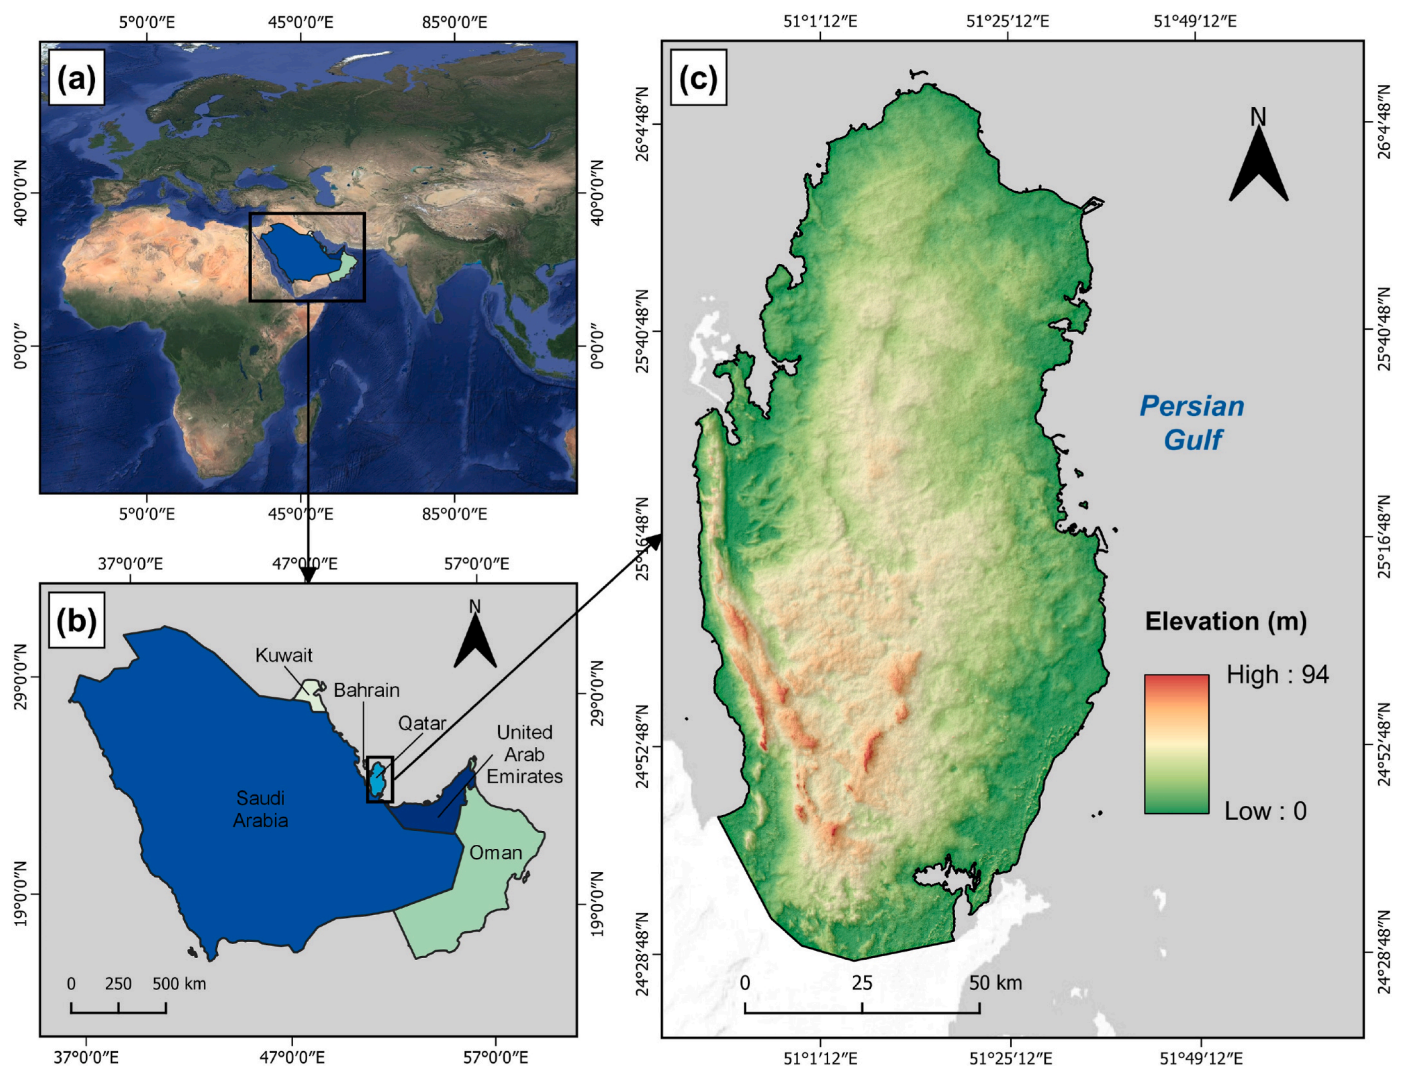 5°0′0″E 45°0′0″E 85°0′0″E
(a)
40°0′0″N
0°0′0″
40°0′0″N
0°0′0″
5°0′0″E 45°0′0″E 85°0′0″E
37°0′0″E 47°0′0″E 57°0′0″E
(b)
N
29°0′0″N
19°0′0″N
29°0′0″N
19°0′0″N
Kuwait
Bahrain
Qatar
United
Arab
Emirates
Saudi
Arabia
Oman
0 250 500 km
37°0′0″E 47°0′0″E 57°0′0″E
51°1′12″E 51°25′12″E 51°49′12″E
(c)
N
26°4′48″N
25°40′48″N
25°16′48″N
24°52′48″N
24°28′48″N
26°4′48″N
25°40′48″N
25°16′48″N
24°52′48″N
24°28′48″N
Persian
Gulf
Elevation (m)
High : 94
Low : 0
0 25 50 km
51°1′12″E 51°25′12″E 51°49′12″E